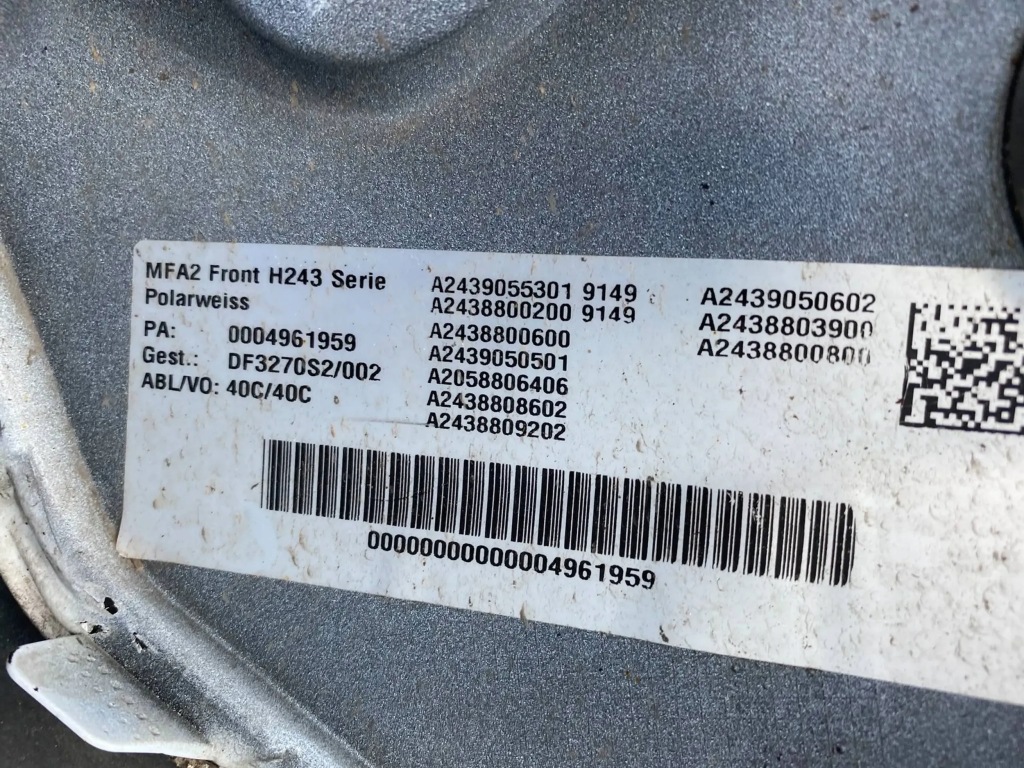 MFA2 Front H243 Serie
Polarweiss
PA: 0004961959
Gest.: DF3270S2/002
ABL/VO: 40C/40C
A2439055301 9149
A2438800200 9149
A2438800600
A2439050501
A2058806406
A2438808602
A2438809202
A2439050602
A2438803900
A2438800800
00000000000004961959